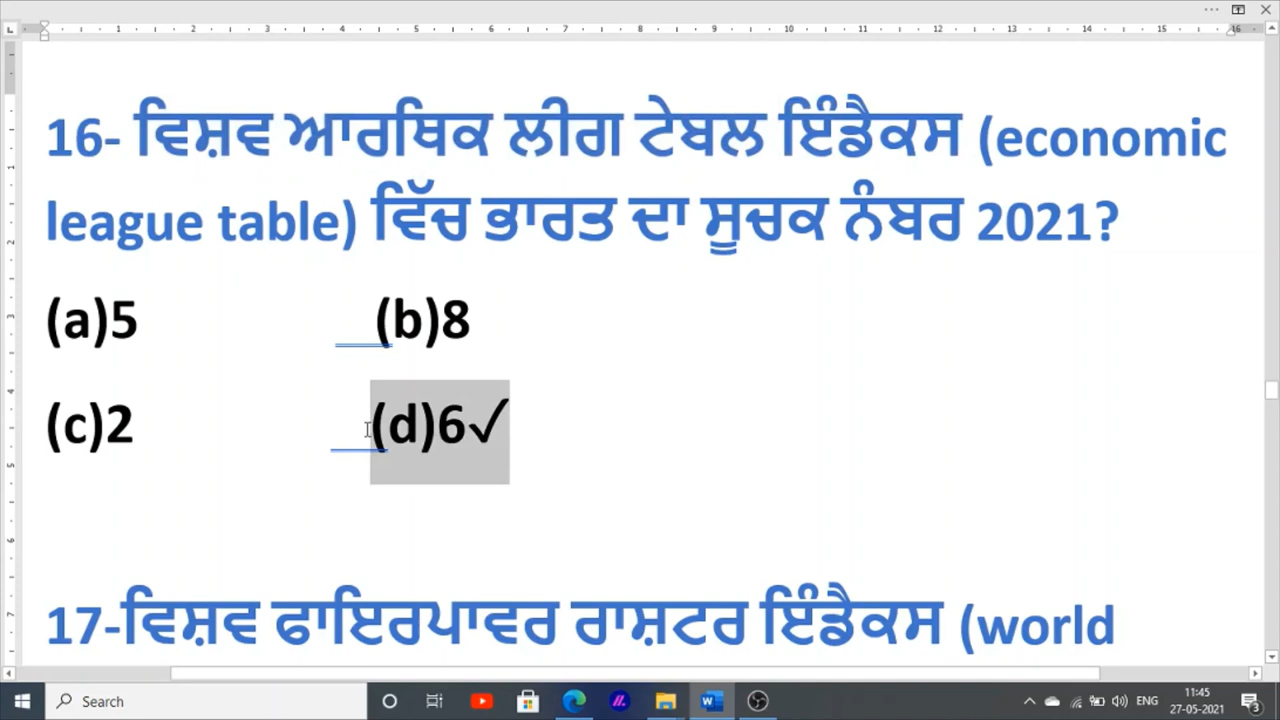 16- ਵਿਸ਼ਵ ਆਰਥਿਕ ਲੀਗ ਟੇਬਲ ਇੰਡੈਕਸ (economic
league table) ਵਿੱਚ ਭਾਰਤ ਦਾ ਸੂਚਕ ਨੰਬਰ 2021?
(a)5 (b)8
(c)2 (d)6✓
17-ਵਿਸ਼ਵ ਫਾਇਰਪਾਵਰ ਰਾਸ਼ਟਰ ਇੰਡੈਕਸ (world
Search ENG 11:45
27-05-2021